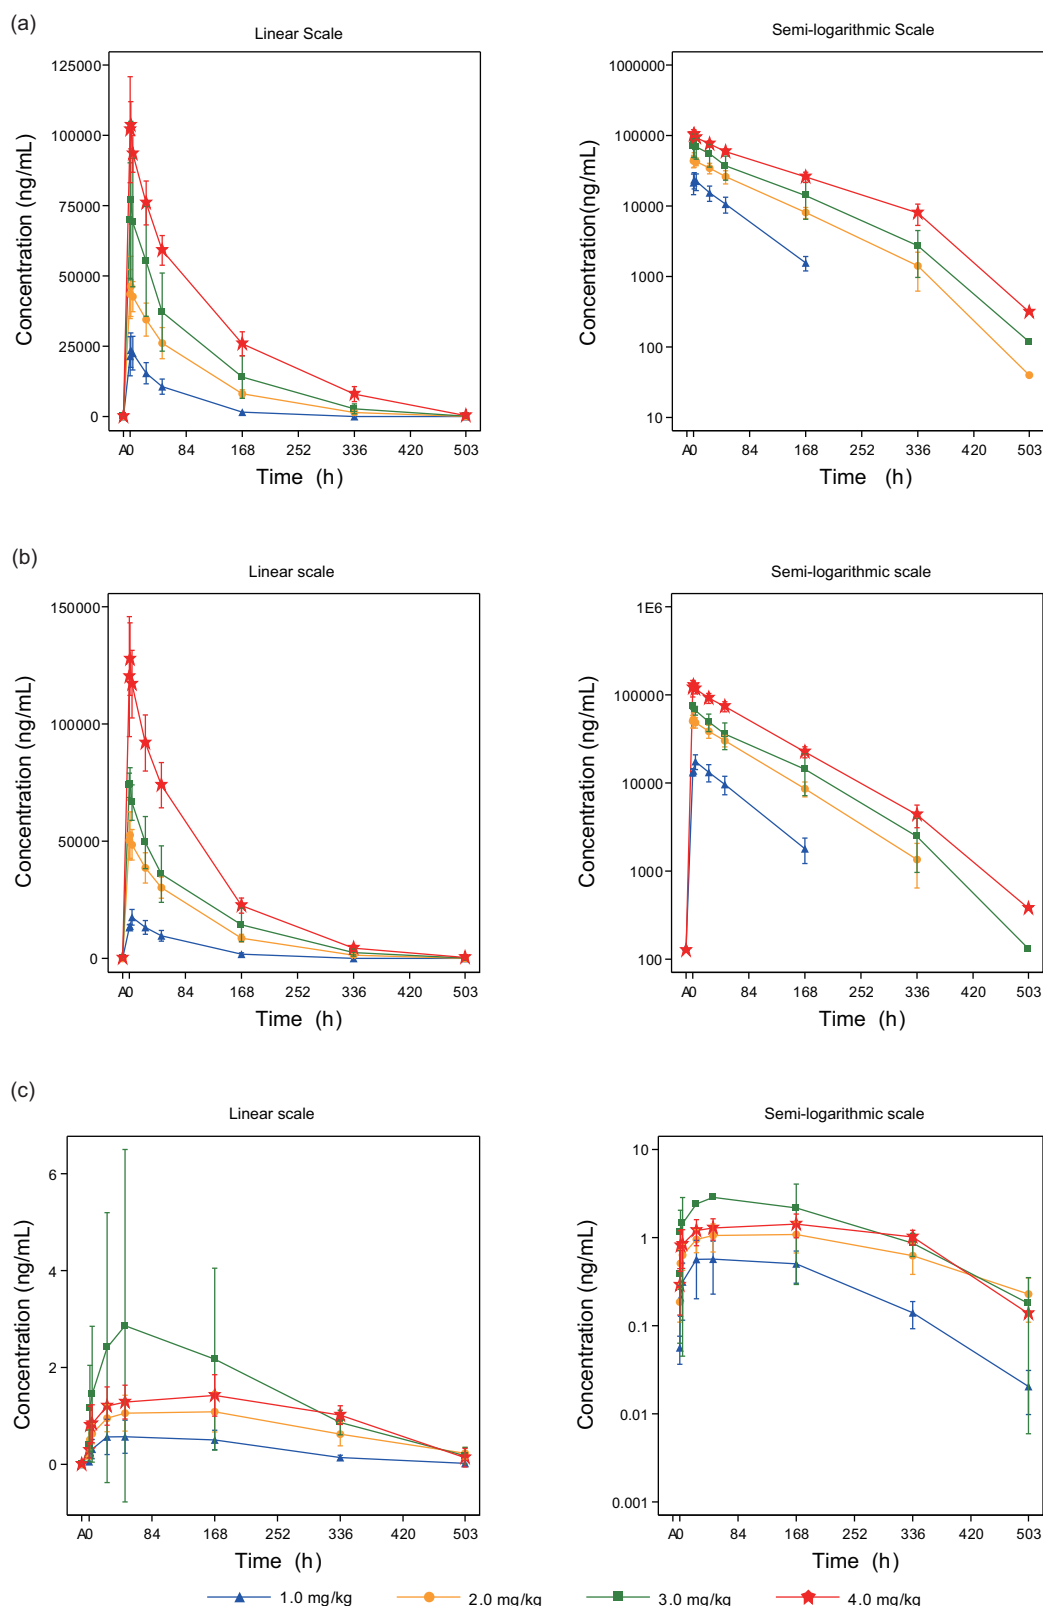 (a)
Linear Scale
Semi-logarithmic Scale
Concentration (ng/mL)
125000
100000
75000
50000
25000
0
A0 84 168 252 336 420 503
Time (h)
Concentration(ng/mL)
1000000
100000
10000
1000
100
10
A0 84 168 252 336 420 503
Time (h)
(b)
Linear scale
Semi-logarithmic scale
Concentration (ng/mL)
150000
100000
50000
0
A0 84 168 252 336 420 503
Time (h)
Concentration (ng/mL)
1E6
100000
10000
1000
100
A0 84 168 252 336 420 503
Time (h)
(c)
Linear scale
Semi-logarithmic scale
Concentration (ng/mL)
6
4
2
0
A0 84 168 252 336 420 503
Time (h)
Concentration (ng/mL)
10
1
0.1
0.01
0.001
A0 84 168 252 336 420 503
Time (h)
1.0 mg/kg 2.0 mg/kg 3.0 mg/kg 4.0 mg/kg